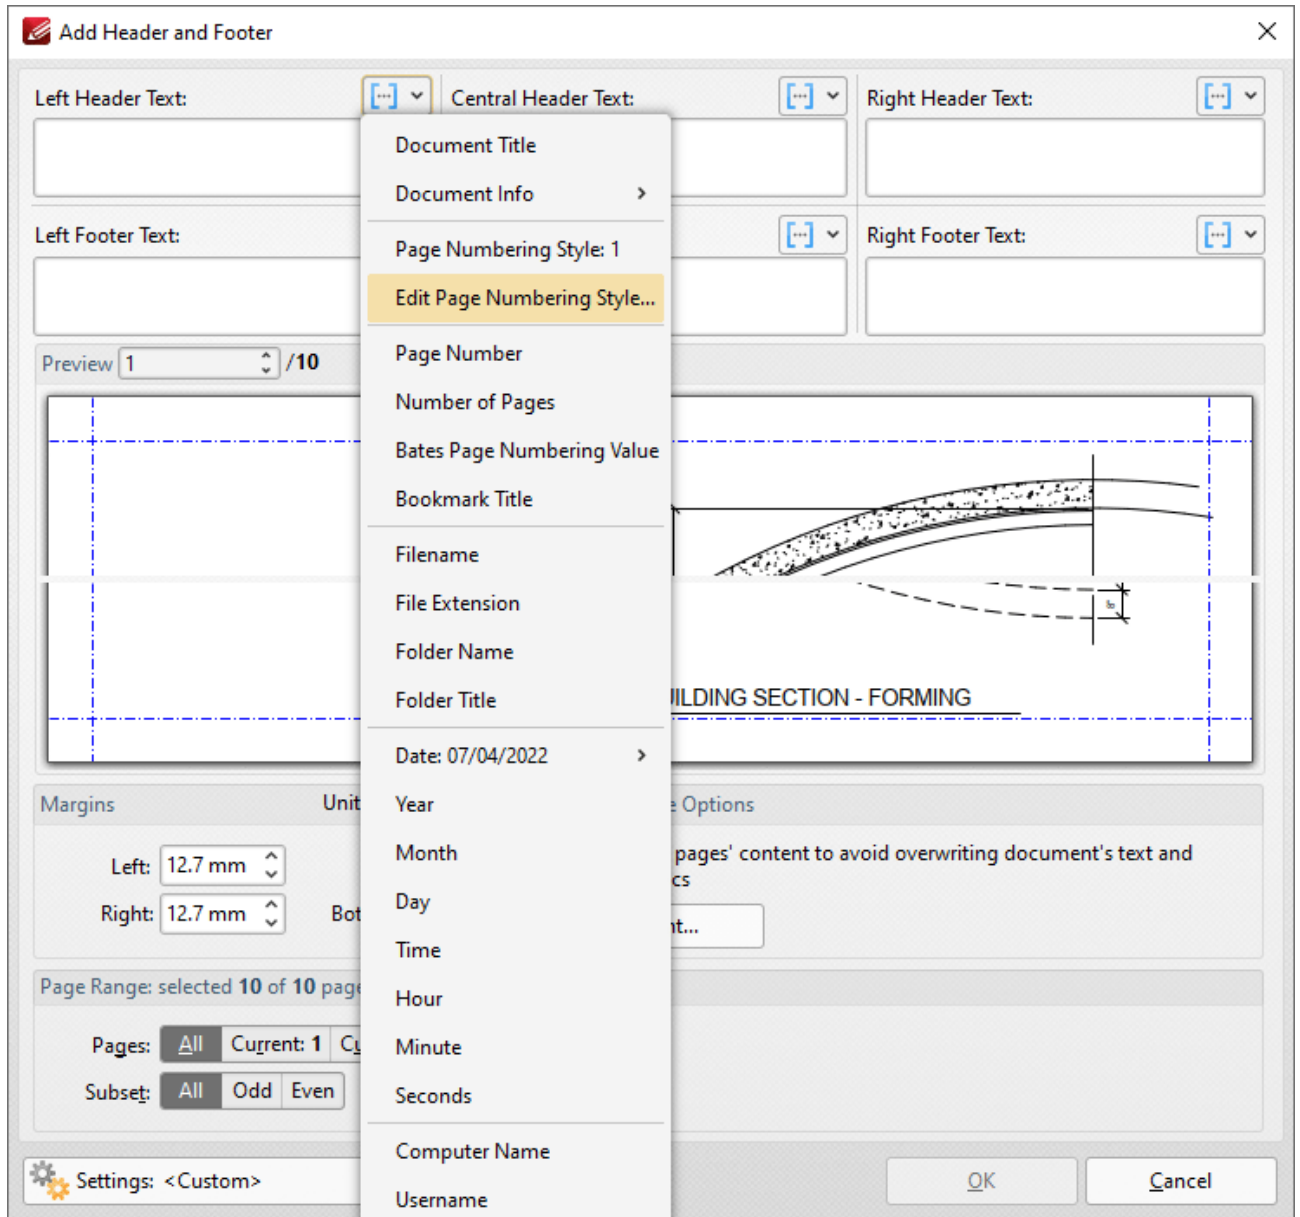 Add Header and Footer
Left Header Text:
Central Header Text:
Right Header Text:
Left Footer Text:
Right Footer Text:
Document Title
Document Info
Page Numbering Style: 1
Edit Page Numbering Style...
Page Number
Number of Pages
Bates Page Numbering Value
Bookmark Title
Filename
File Extension
Folder Name
Folder Title
Date: 07/04/2022
Year
Month
Day
Time
Hour
Minute
Seconds
Computer Name
Username
Preview 1 /10
ILDING SECTION - FORMING
Margins
Unit
Left: 12.7 mm
Right: 12.7 mm
Bot
Options
pages' content to avoid overwriting document's text and
cs
nt...
Page Range: selected 10 of 10 page
Pages: All Current: 1 Cu
Subset: All Odd Even
Settings: <Custom>
OK
Cancel